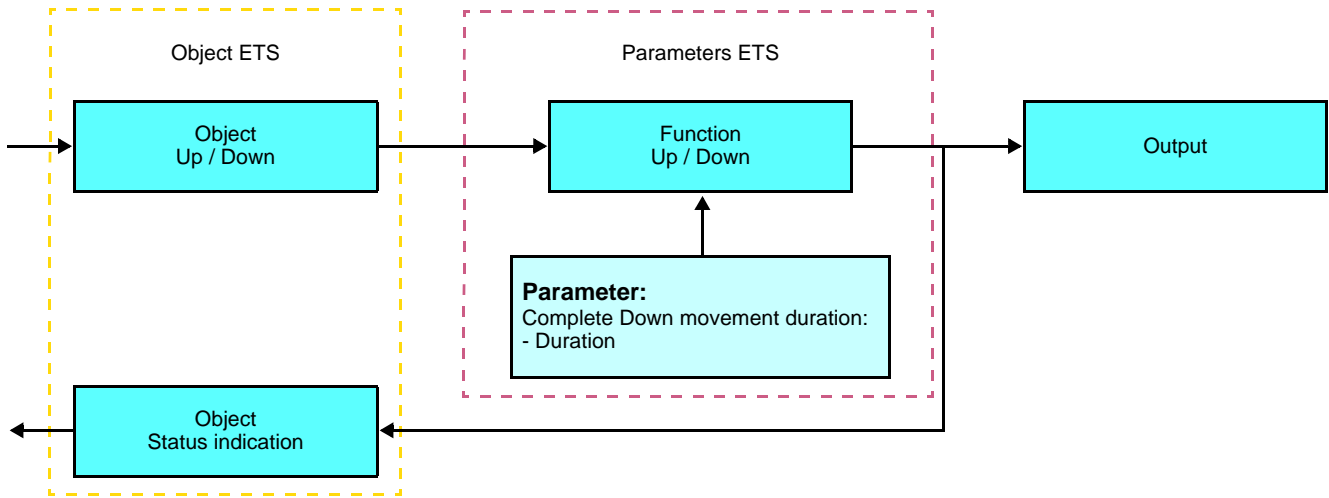 Object ETS
Parameters ETS
Object
Up / Down
Function
Up / Down
Output
Parameter:
Complete Down movement duration:
- Duration
Object
Status indication